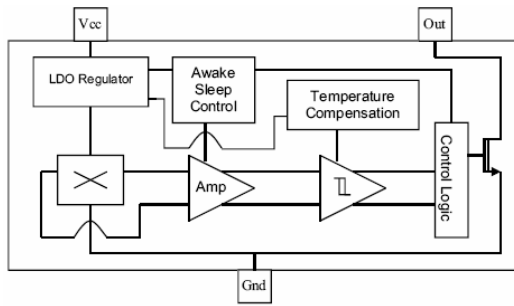 Vcc
Out
LDO Regulator
Awake
Sleep
Control
Temperature
Compensation
Amp
Control Logic
Gnd